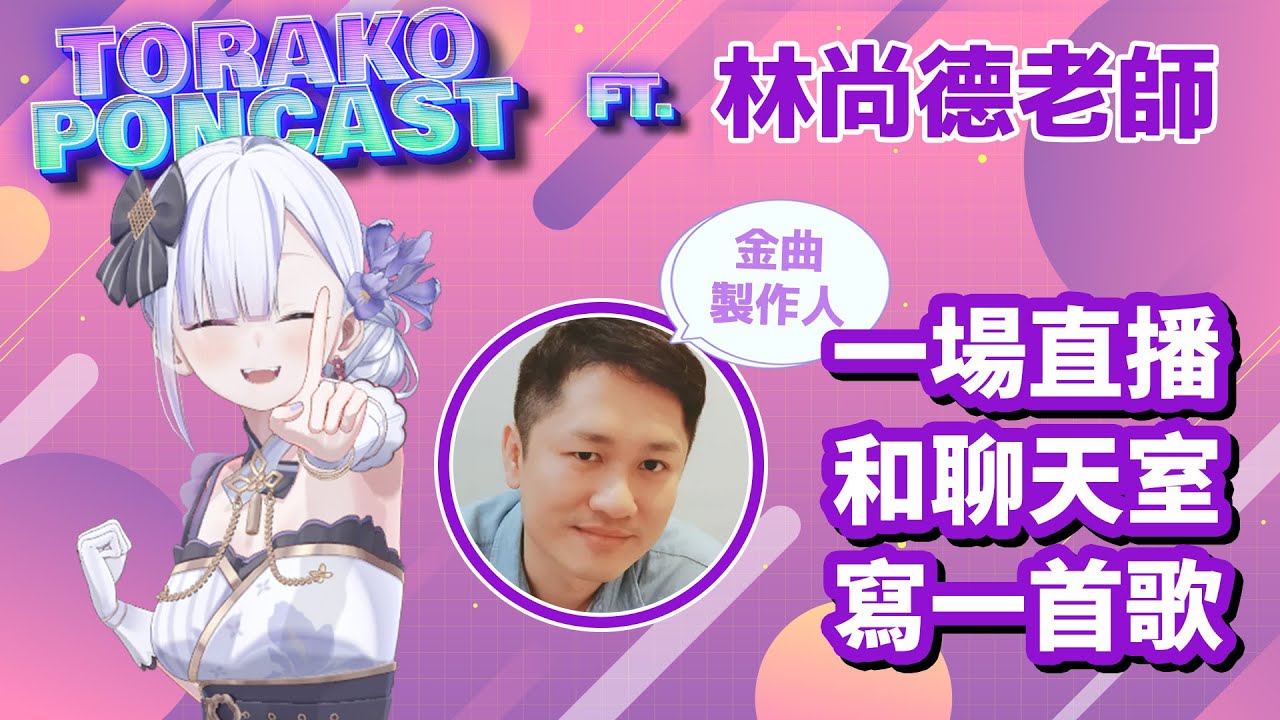 TORAKO
PONCAST
FT.
林尚德老師
金曲
製作人
一場直播
和聊天室
寫一首歌